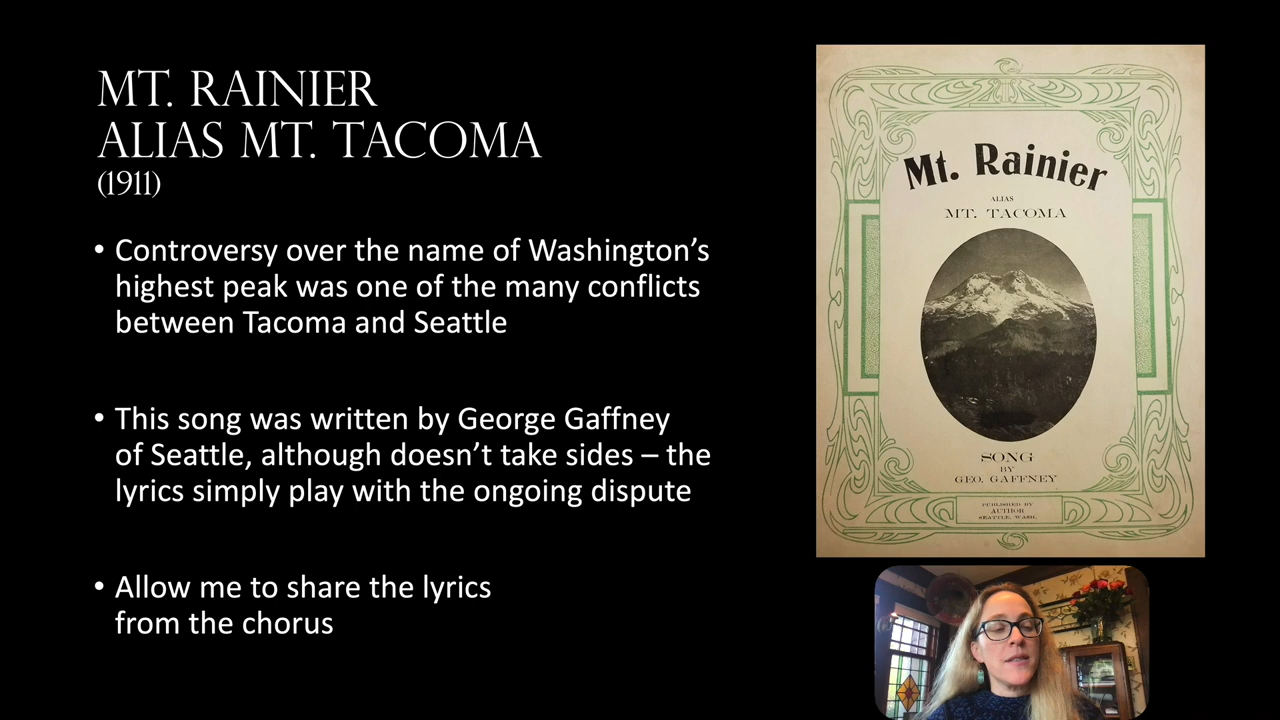 MT. RAINIER
ALIAS MT. TACOMA
(1911)
• Controversy over the name of Washington’s
highest peak was one of the many conflicts
between Tacoma and Seattle
• This song was written by George Gaffney
of Seattle, although doesn’t take sides – the
lyrics simply play with the ongoing dispute
• Allow me to share the lyrics
from the chorus
Mt. Rainier
ALIAS
MT. TACOMA
SONG
BY
GEO. GAFFNEY
PUBLISHED BY
AUTHOR
SEATTLE, WASH.